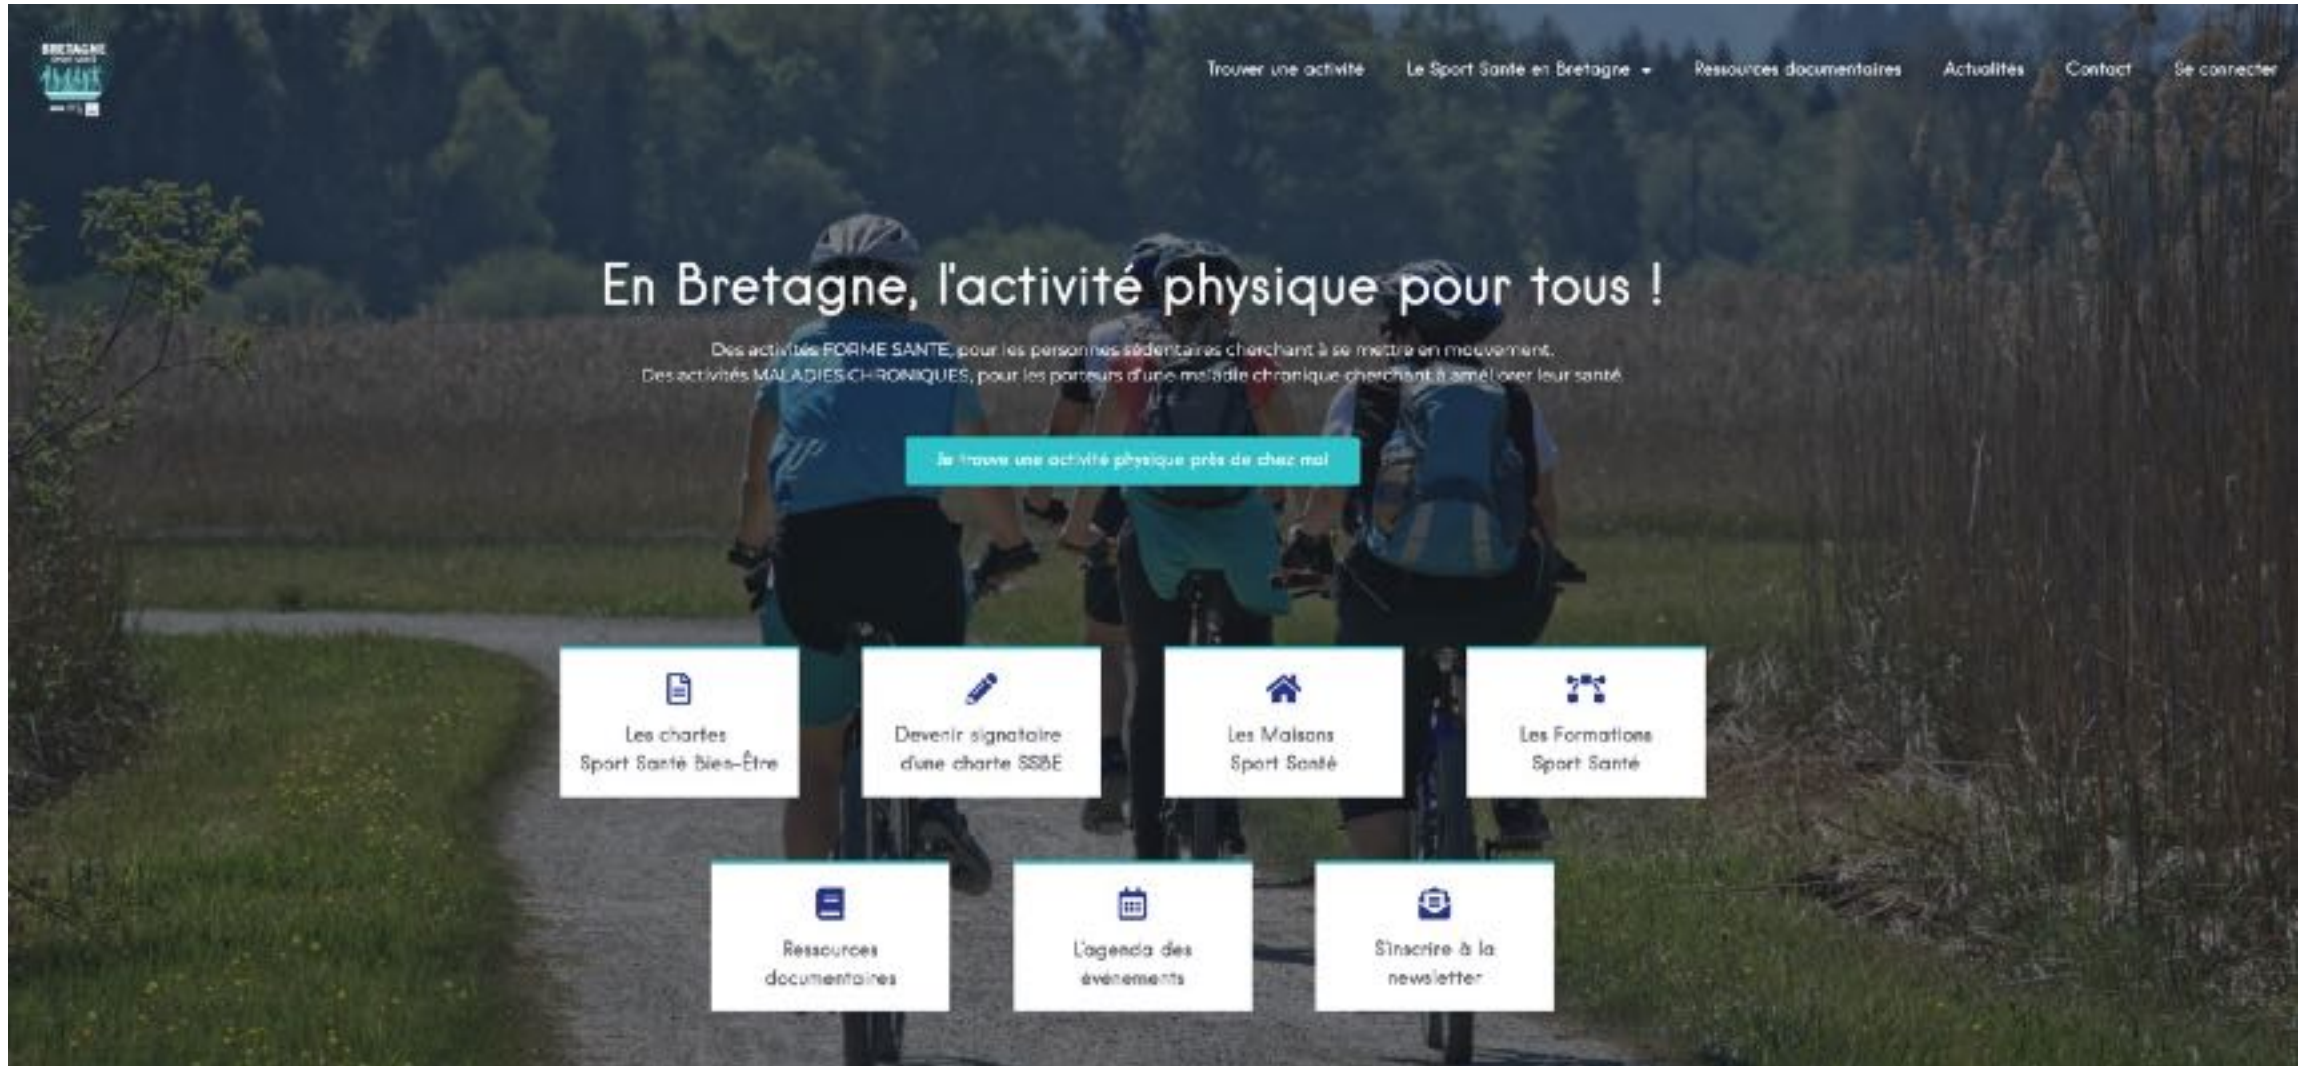 BRETAGNE
SPORT SANTÉ
Trouver une activité
Le Sport Santé en Bretagne
Ressources documentaires
Actualités
Contact
Se connecter
En Bretagne, l'activité physique pour tous !
Des activités FORME SANTE, pour les personnes sédentaires cherchant à se mettre en mouvement.
Des activités MALADIES CHRONIQUES, pour les porteurs d'une maladie chronique cherchant à améliorer leur santé.
Je trouve une activité physique près de chez moi
Les chartes
Sport Santé Bien-Être
Devenir signataire
d'une charte SSBE
Les Maisons
Sport Santé
Les Formations
Sport Santé
Ressources
documentaires
L'agenda des
événements
S'inscrire à la
newsletter